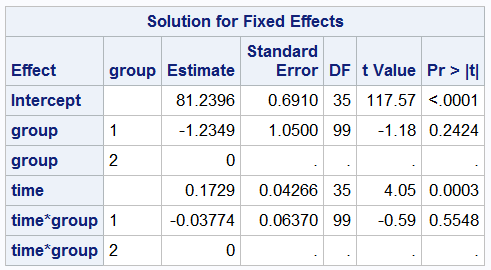 Solution for Fixed Effects
Effect group Estimate Standard Error DF t Value Pr > |t|
Intercept 81.2396 0.6910 35 117.57 <.0001
group 1 -1.2349 1.0500 99 -1.18 0.2424
group 2 0 . . . .
time 0.1729 0.04266 35 4.05 0.0003
time*group 1 -0.03774 0.06370 99 -0.59 0.5548
time*group 2 0 . . . .